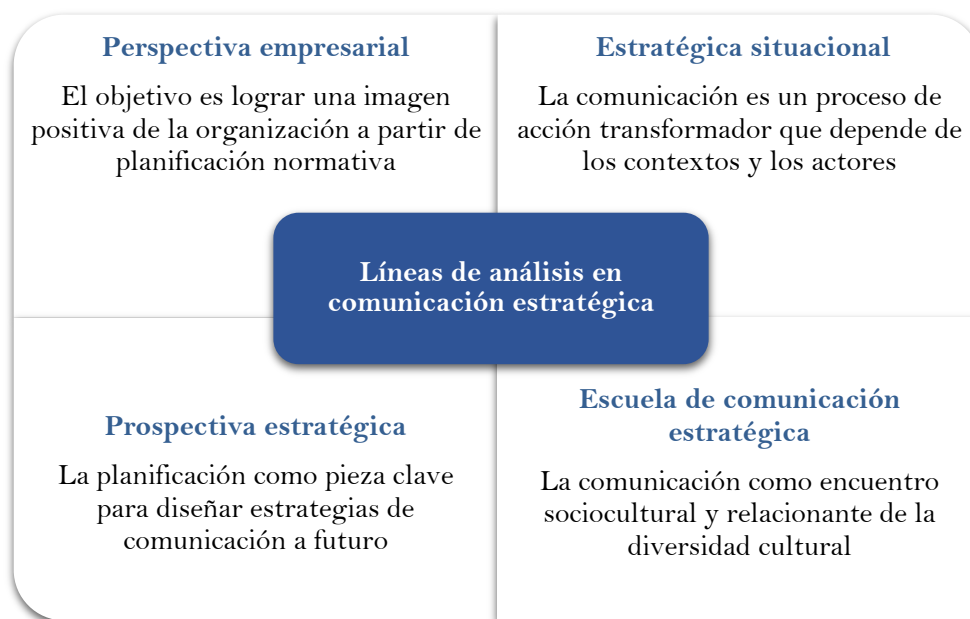 Perspectiva empresarial
El objetivo es lograr una imagen
positiva de la organización a partir de
planificación normativa
Estratégica situacional
La comunicación es un proceso de
acción transformador que depende de
los contextos y los actores
Líneas de análisis en
comunicación estratégica
Prospectiva estratégica
La planificación como pieza clave
para diseñar estrategias de
comunicación a futuro
Escuela de comunicación
estratégica
La comunicación como encuentro
sociocultural y relacionante de la
diversidad cultural